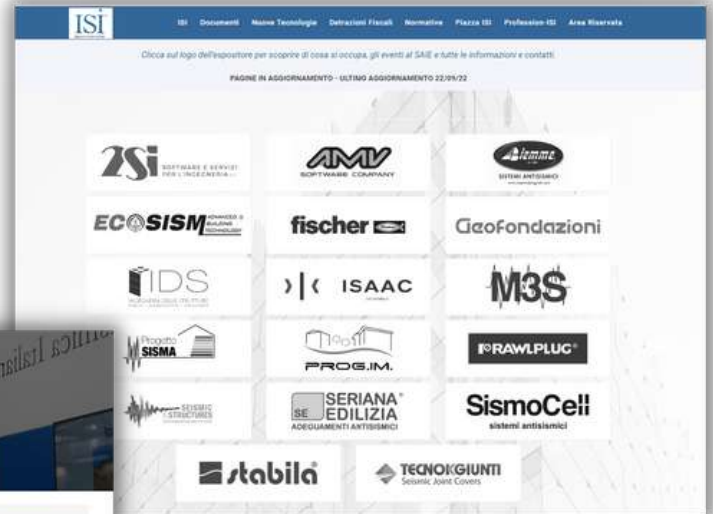 ISI
ISI Documenti Nuove Tecnologie Detrazioni Fiscali Normative Piazza ISI Profession-ISI Area Riservata
Clicca sul logo dell'espositore per scoprire di cosa si occupa, gli eventi al SAIE e tutte le informazioni e contatti.
PAGINE IN AGGIORNAMENTO - ULTIMO AGGIORNAMENTO 22/09/22
2Si SOFTWARE E SERVIZI PER L'INGEGNERIA
AMV SOFTWARE COMPANY
SISTEMI ANTISISMICI
ECOSISM ADVANCED BUILDING TECHNOLOGY
fischer
Geofondazioni
IDS
ISAAC
M3S
Progetto SISMA
PROG.IM.
RAWLPLUG®
SEISMIC STRUCTURES
SE SERIANA EDILIZIA
ADEGUAMENTI ANTISISMICI
SismoCell
sistemi antisismici
stabila
TECNOKGIUNTI
Seismic Joint Covers